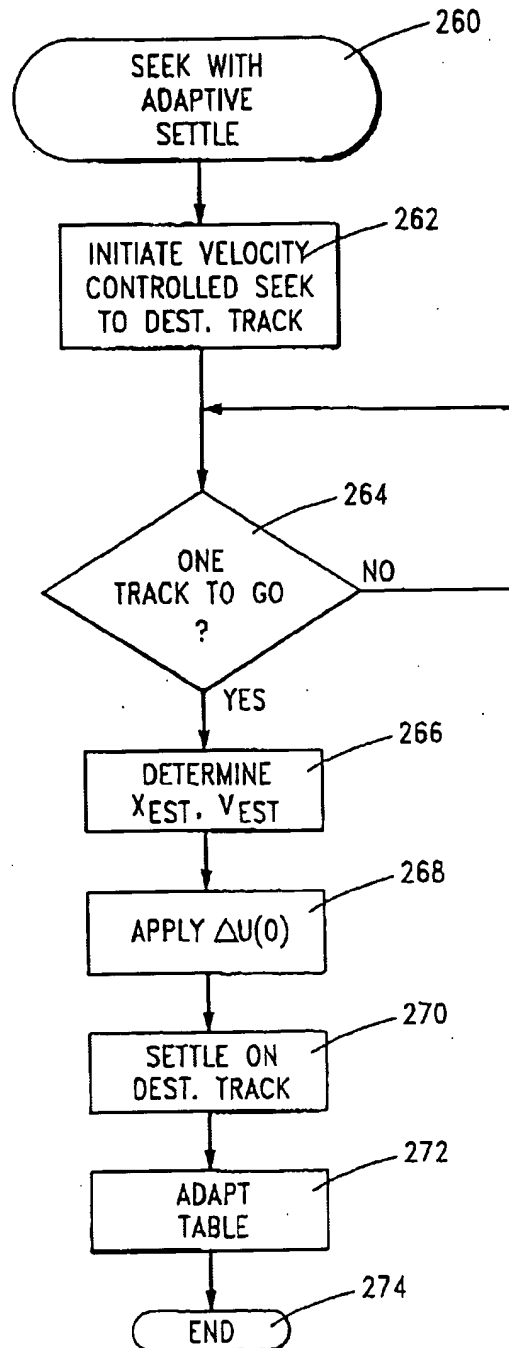 260
SEEK WITH
ADAPTIVE
SETTLE
262
INITIATE VELOCITY
CONTROLLED SEEK
TO DEST. TRACK
264
ONE
TRACK TO GO
?
NO
YES
266
DETERMINE
XEST, VEST
268
APPLY △U(0)
270
SETTLE ON
DEST. TRACK
272
ADAPT
TABLE
274
END